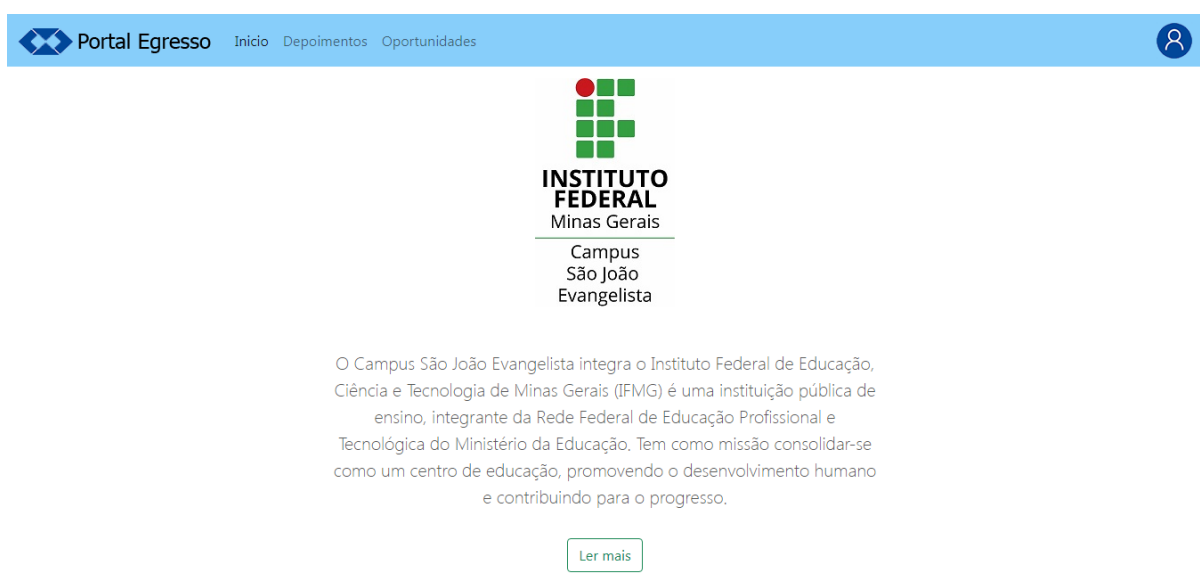 Portal Egresso Inicio Depoimentos Oportunidades
INSTITUTO
FEDERAL
Minas Gerais
Campus
São João
Evangelista
O Campus São João Evangelista integra o Instituto Federal de Educação,
Ciência e Tecnologia de Minas Gerais (IFMG) é uma instituição pública de
ensino, integrante da Rede Federal de Educação Profissional e
Tecnológica do Ministério da Educação. Tem como missão consolidar-se
como um centro de educação, promovendo o desenvolvimento humano
e contribuindo para o progresso.
Ler mais